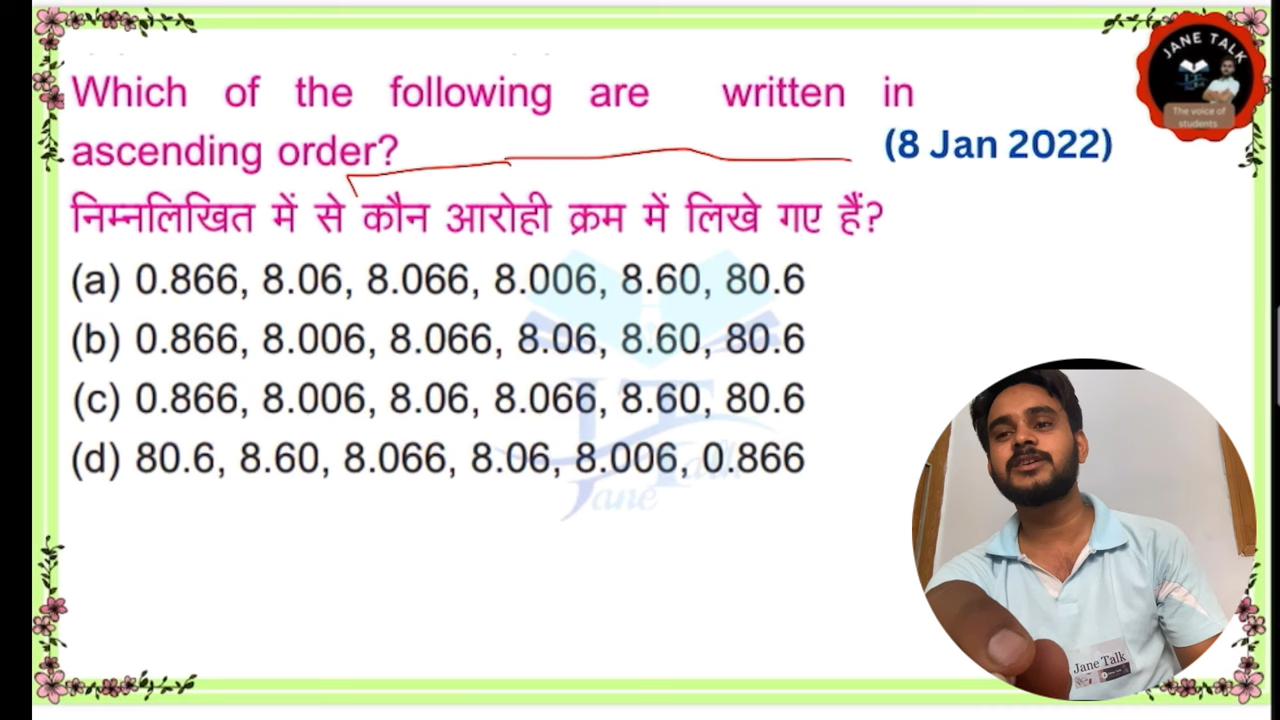 Which of the following are written in
ascending order?
(8 Jan 2022)
निम्नलिखित में से कौन आरोही क्रम में लिखे गए हैं?
(a) 0.866, 8.06, 8.066, 8.006, 8.60, 80.6
(b) 0.866, 8.006, 8.066, 8.06, 8.60, 80.6
(c) 0.866, 8.006, 8.06, 8.066, 8.60, 80.6
(d) 80.6, 8.60, 8.066, 8.06, 8.006, 0.866
JANE TALK
The voice of
students
Jane Talk
Jane Talk